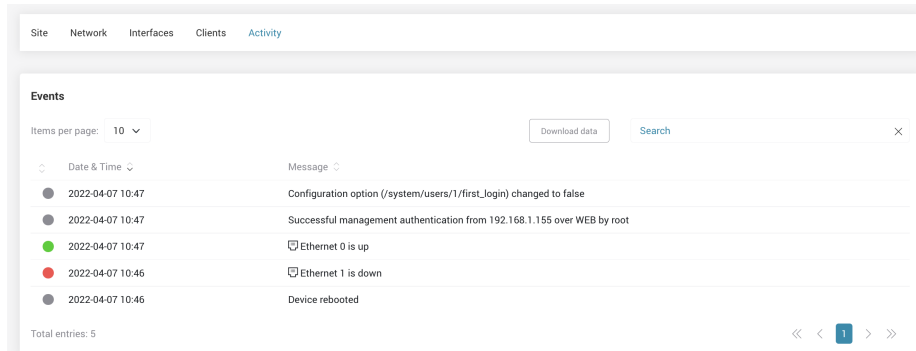 Site Network Interfaces Clients Activity
Events
Items per page: 10 Download data Search
Date & Time Message
2022-04-07 10:47 Configuration option (/system/users/1/first_login) changed to false
2022-04-07 10:47 Successful management authentication from 192.168.1.155 over WEB by root
2022-04-07 10:47 Ethernet 0 is up
2022-04-07 10:46 Ethernet 1 is down
2022-04-07 10:46 Device rebooted
Total entries: 5 1